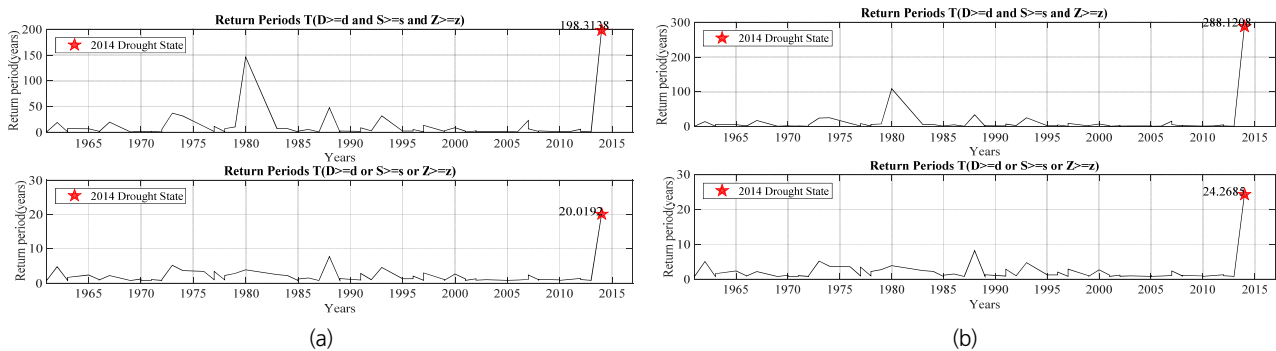 Return Periods T(D>=d and S>=s and Z>=z)
198.3138
200
150
100
50
0
Return period(years)
2014 Drought State
1965 1970 1975 1980 1985 1990 1995 2000 2005 2010 2015
Years
Return Periods T(D>=d or S>=s or Z>=z)
30
20
10
0
Return period(years)
2014 Drought State
20.0192
1965 1970 1975 1980 1985 1990 1995 2000 2005 2010 2015
Years
(a)
Return Periods T(D>=d and S>=s and Z>=z)
288.1208
300
200
100
0
Return period(years)
2014 Drought State
1965 1970 1975 1980 1985 1990 1995 2000 2005 2010 2015
Years
Return Periods T(D>=d or S>=s or Z>=z)
30
20
10
0
Return period(years)
2014 Drought State
1965 1970 1975 1980 1985 1990 1995 2000 2005 2010 2015
Years
(b)